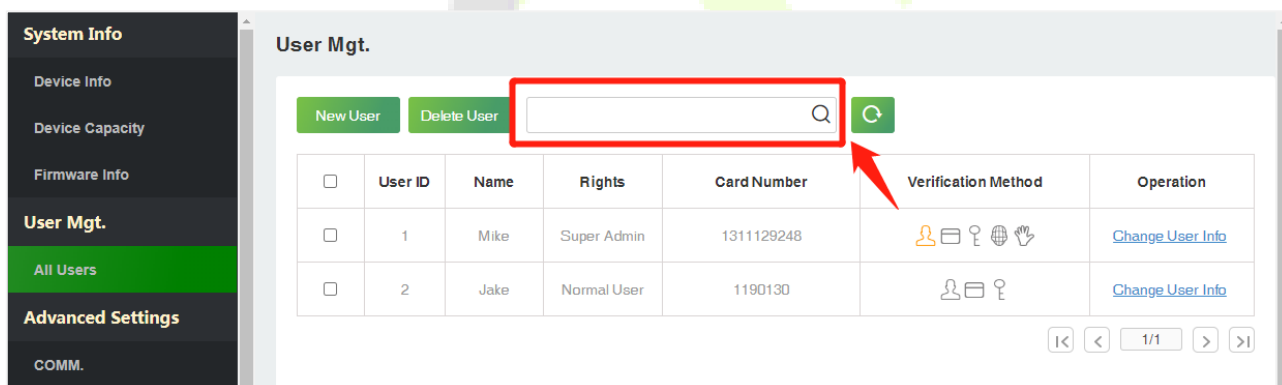 System Info
Device Info
Device Capacity
Firmware Info
User Mgt.
All Users
Advanced Settings
COMM.
User Mgt.
New User Delete User
User ID Name Rights Card Number Verification Method Operation
1 Mike Super Admin 1311129248 Change User Info
2 Jake Normal User 1190130 Change User Info
1/1